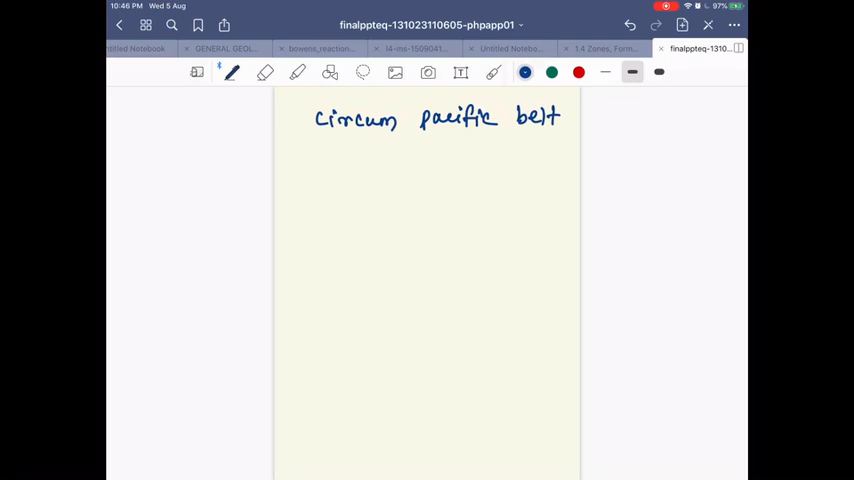 10:46 PM Wed 5 Aug 97%
finalppteq-131023110605-phpapp01
ntitled Notebook GENERAL GEOL... bowens_reaction... l4-ms-1509041... Untitled Notebo... 1.4 Zones, Form... finalppteq-1310...
circum pacific belt